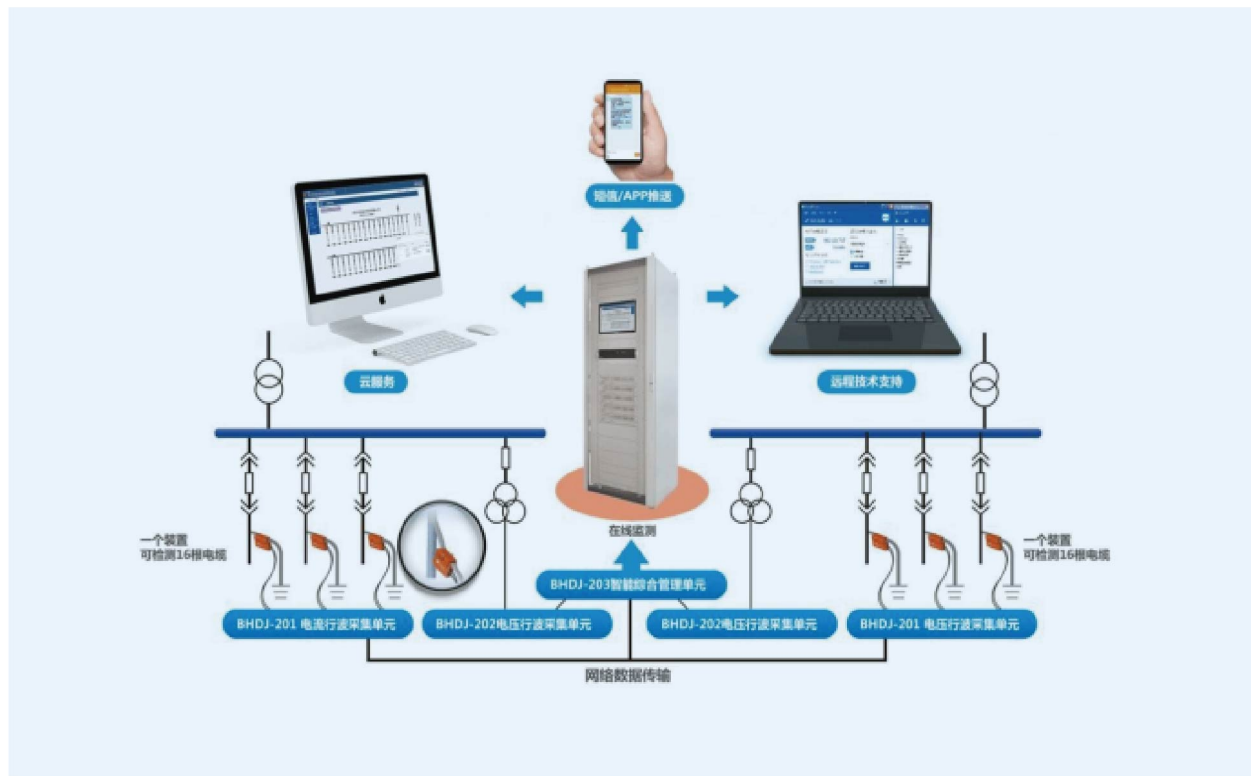 短信/APP推送
云服务
远程技术支持
在线监测
一个装置
可检测16根电缆
一个装置
可检测16根电缆
BHDJ-203智能综合管理单元
BHDJ-201 电流行波采集单元
BHDJ-202电压行波采集单元
BHDJ-202电压行波采集单元
BHDJ-201 电压行波采集单元
网络数据传输